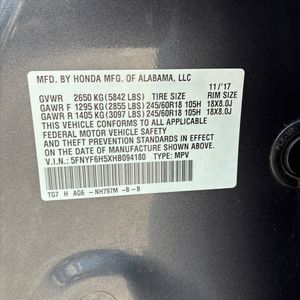 MFD. BY HONDA MFG. OF ALABAMA, LLC 11/'17
GVWR 2650 KG (5842 LBS) TIRE SIZE RIM SIZE
GAWR F 1295 KG (2855 LBS) 245/60R18 105H 18X8.0J
GAWR R 1405 KG (3097 LBS) 245/60R18 105H 18X8.0J
THIS VEHICLE CONFORMS TO ALL APPLICABLE
FEDERAL MOTOR VEHICLE
SAFETY AND THEFT PREVENTION STANDARDS IN EFFECT
ON THE DATE OF MANUFACTURE SHOWN ABOVE.
V.I.N.: 5FNYF6H5XHB094180 TYPE: MPV
TG7 H AG6 -NH797M -B -B